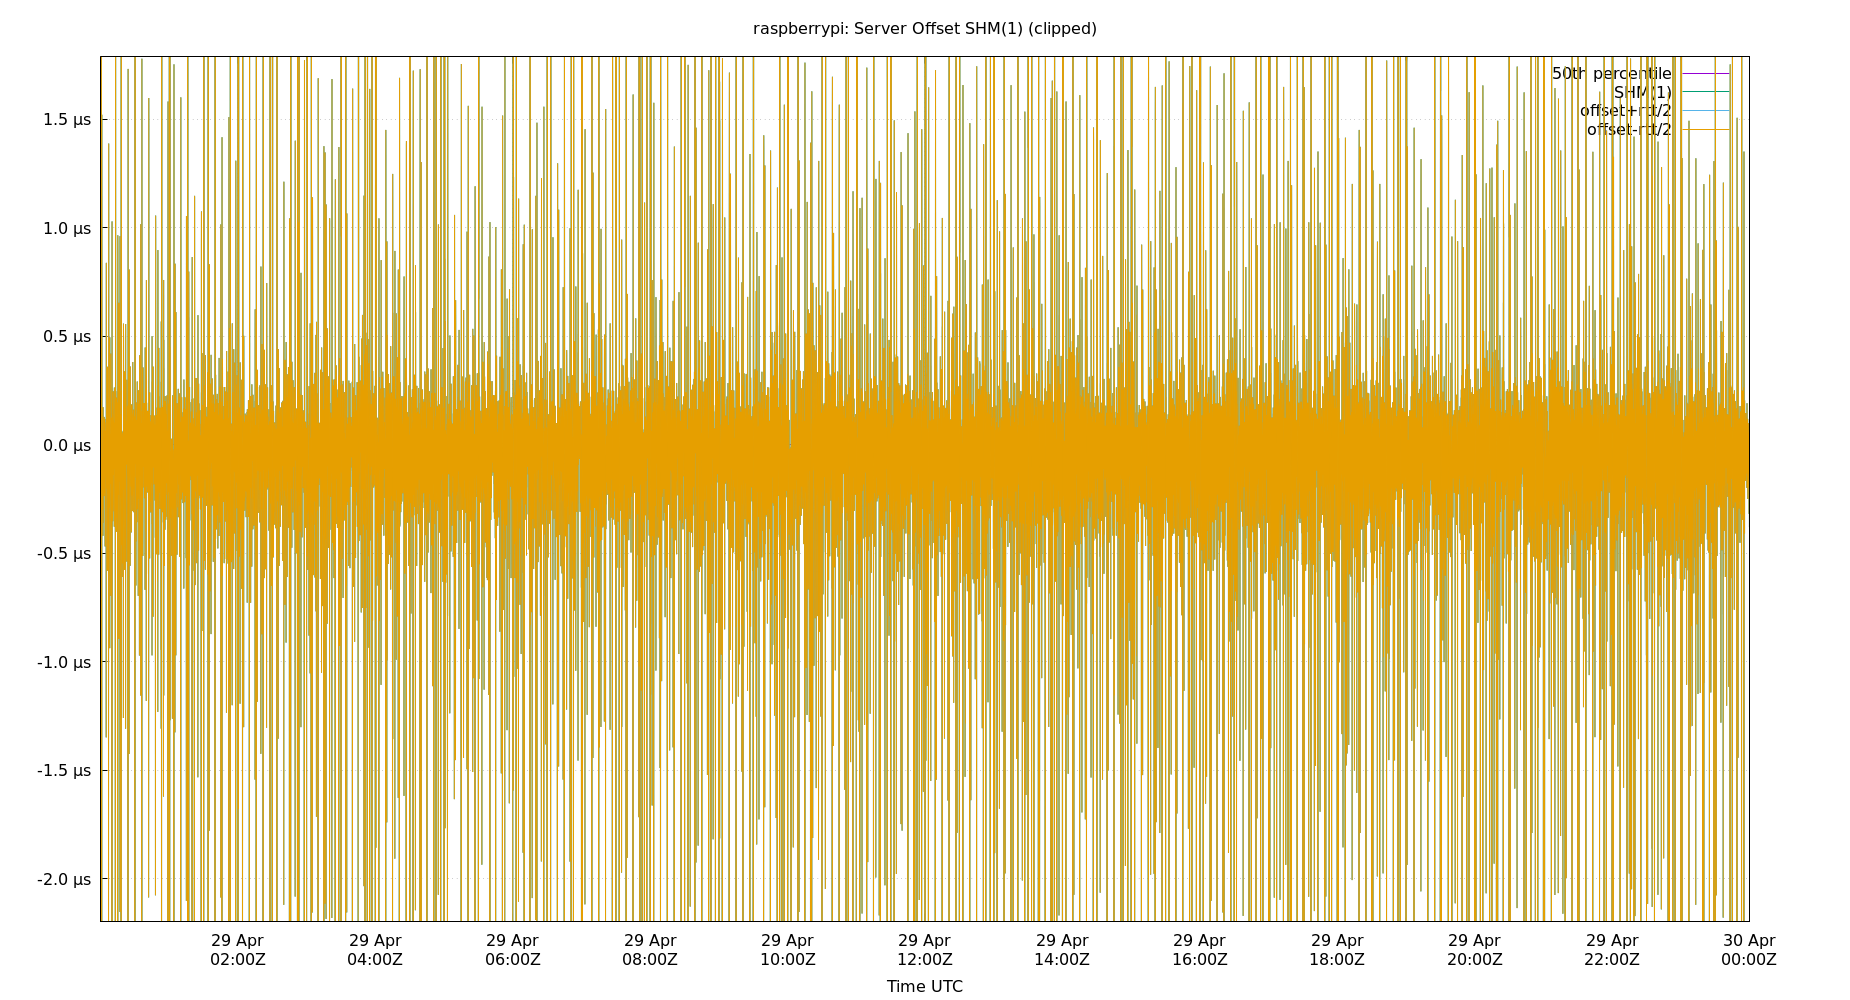 raspberrypi: Server Offset SHM(1) (clipped)
50th percentile
SHM(1)
offset+rtt/2
offset-rtt/2
1.5 µs
1.0 µs
0.5 µs
0.0 µs
-0.5 µs
-1.0 µs
-1.5 µs
-2.0 µs
29 Apr 29 Apr 29 Apr 29 Apr 29 Apr 29 Apr 29 Apr 29 Apr 29 Apr 29 Apr 29 Apr 30 Apr
02:00Z 04:00Z 06:00Z 08:00Z 10:00Z 12:00Z 14:00Z 16:00Z 18:00Z 20:00Z 22:00Z 00:00Z
Time UTC